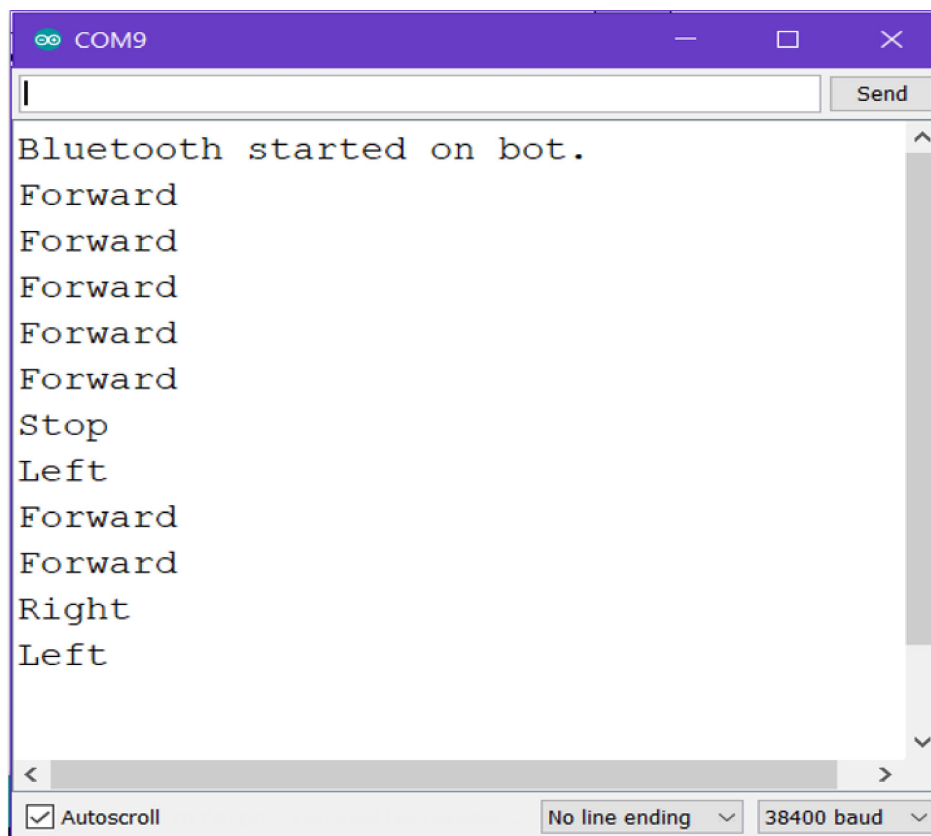 COM9
Send
Bluetooth started on bot.
Forward
Forward
Forward
Forward
Forward
Stop
Left
Forward
Forward
Right
Left
Autoscroll No line ending 38400 baud